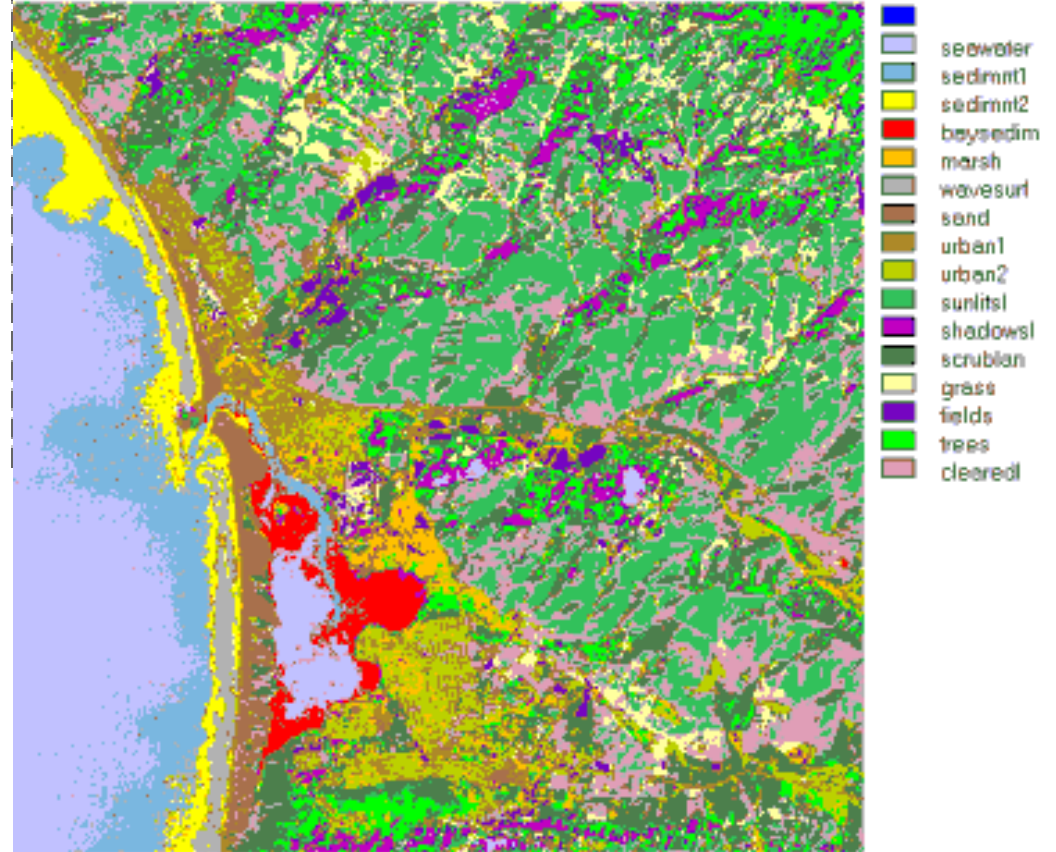 seawater
sedimnt1
sedimnt2
baysedim
marsh
wavesurf
sand
urban1
urban2
sunlitsl
shadowsl
scrublan
grass
fields
trees
clearedl